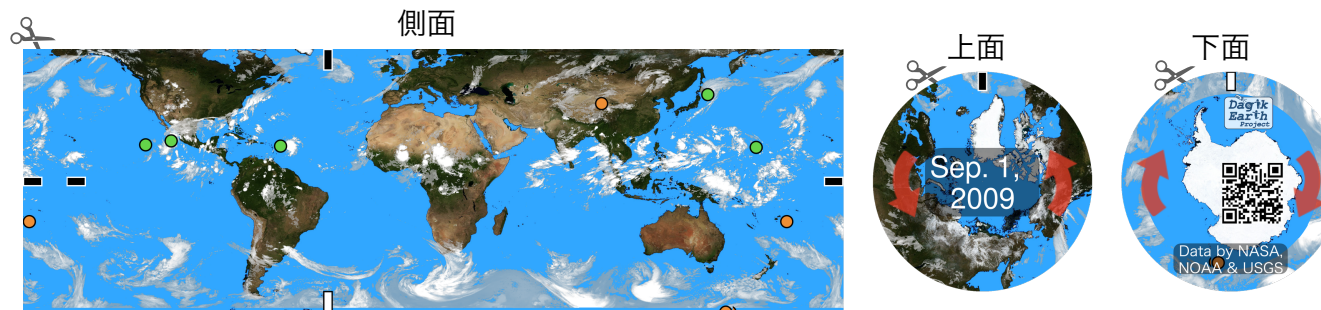 側面
上面
下面
Sep. 1,
2009
Dagik
Earth
Project
Data by NASA,
NOAA & USGS